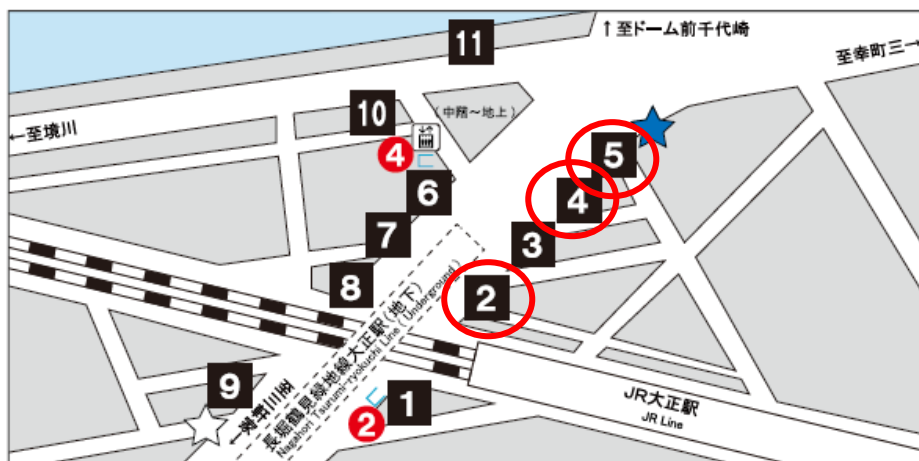 11
↑至ドーム前千代崎
至幸町三→
10
(中階~地上)
←至境川
4
5
6
4
7
3
8
2
長堀鶴見緑地線大正駅(地下)
Nagahori Tsurumi-ryokuchi Line (Underground)
9
1
JR大正駅
JR Line
2